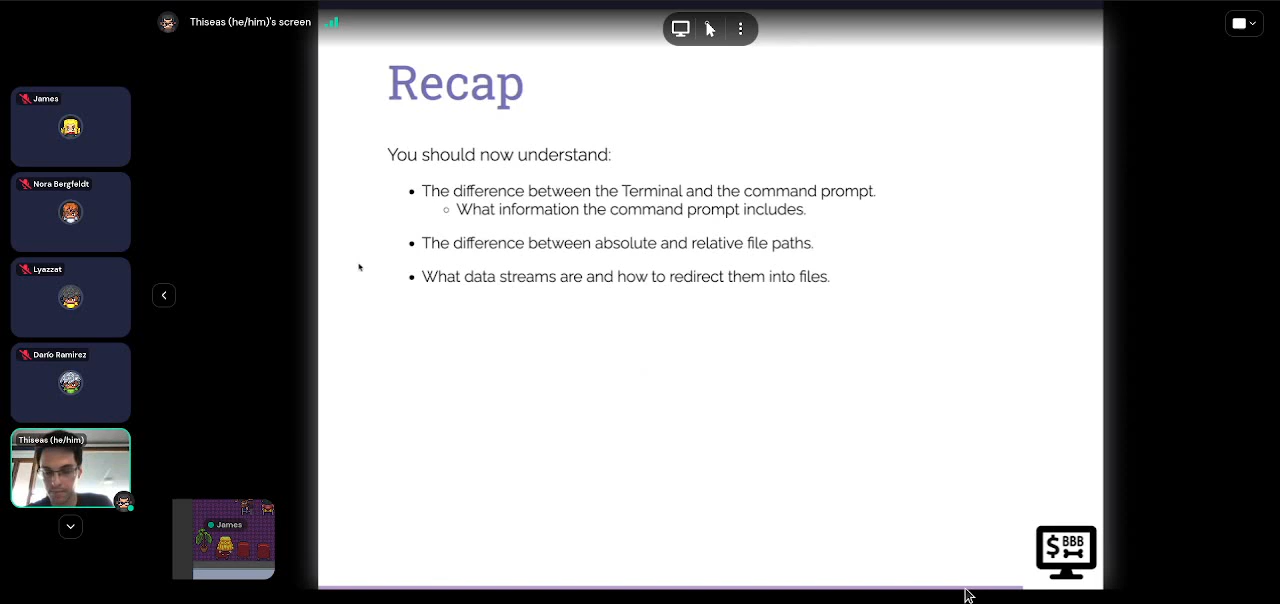 Thiseas (he/him)'s screen
James
Nora Bergfeldt
Lyazzat
Darío Ramirez
Thiseas (he/him)
James
Recap
You should now understand:
The difference between the Terminal and the command prompt.
What information the command prompt includes.
The difference between absolute and relative file paths.
What data streams are and how to redirect them into files.
$ BBB